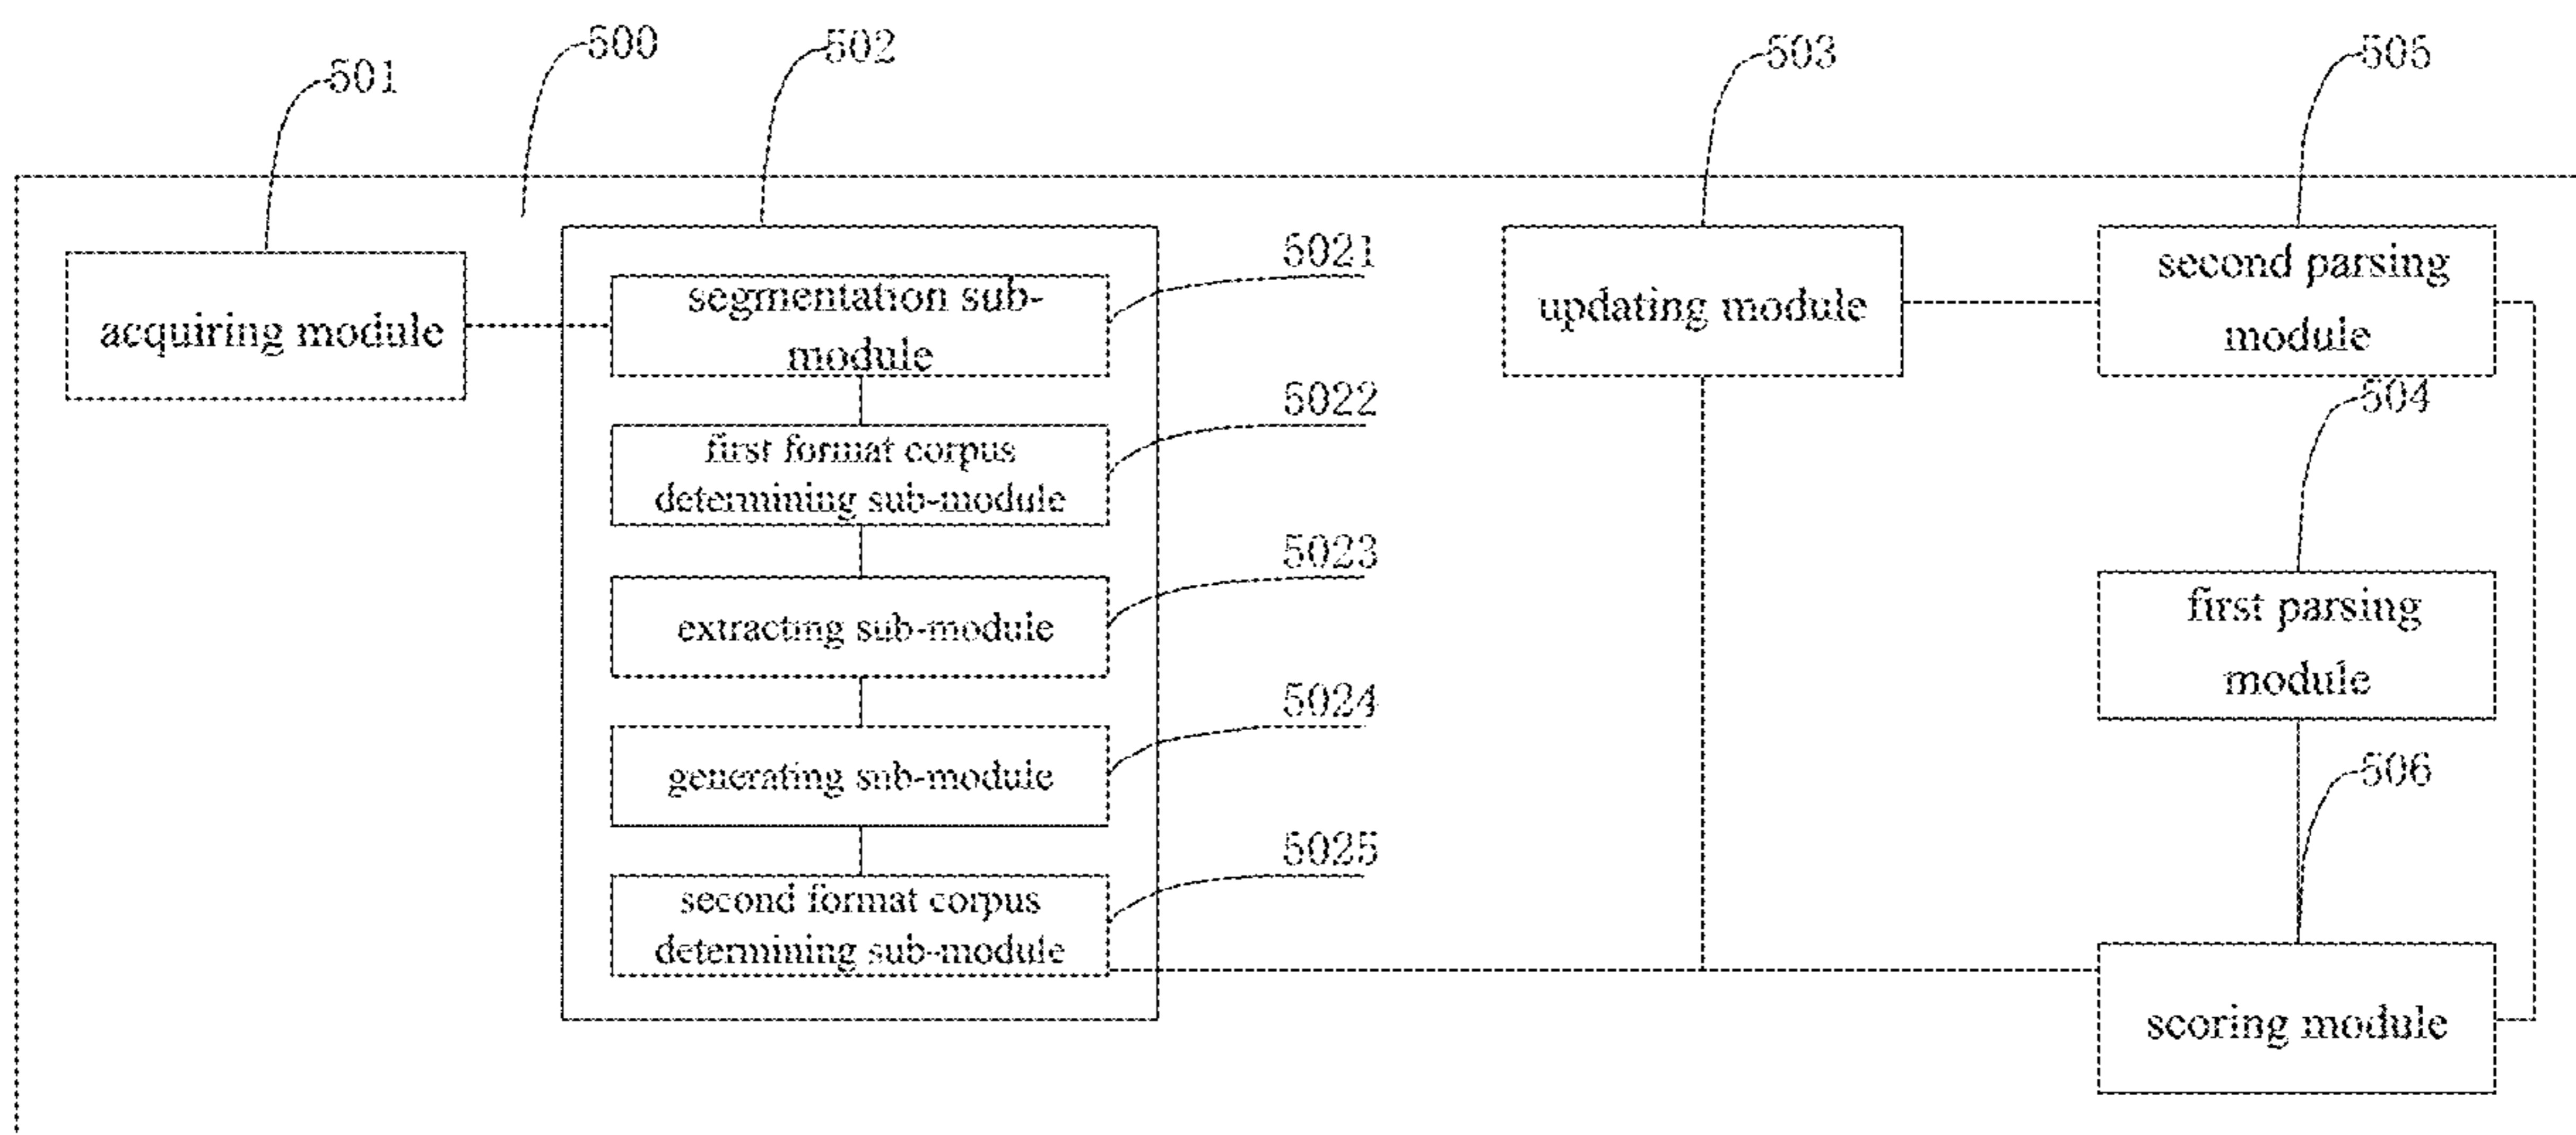 501
500
502
503
505
acquiring module
segmentation sub-
module
5021
first format corpus
determining sub-module
5022
extracting sub-module
5023
generating sub-module
5024
second format corpus
determining sub-module
5025
updating module
second parsing
module
504
first parsing
module
506
scoring module